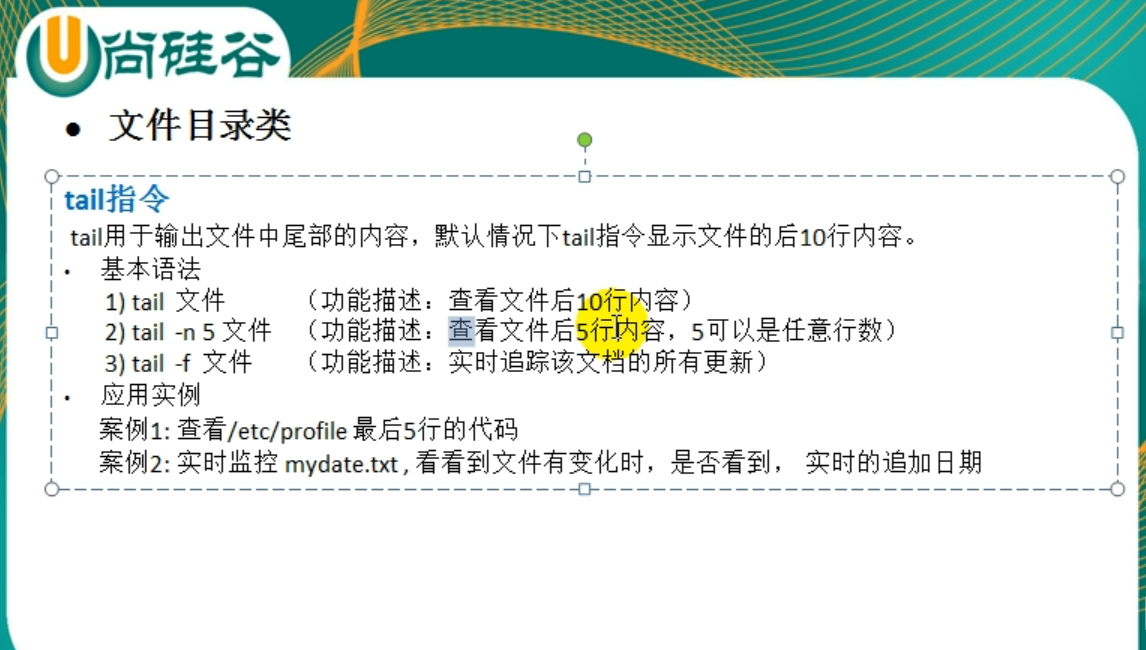 尚硅谷
• 文件目录类
tail指令
tail用于输出文件中尾部的内容，默认情况下tail指令显示文件的后10行内容。
• 基本语法
1) tail 文件 （功能描述：查看文件后10行内容）
2) tail -n 5 文件 （功能描述：查看文件后5行内容，5可以是任意行数）
3) tail -f 文件 （功能描述：实时追踪该文档的所有更新）
• 应用实例
案例1: 查看/etc/profile 最后5行的代码
案例2: 实时监控 mydate.txt , 看看到文件有变化时，是否看到， 实时的追加日期